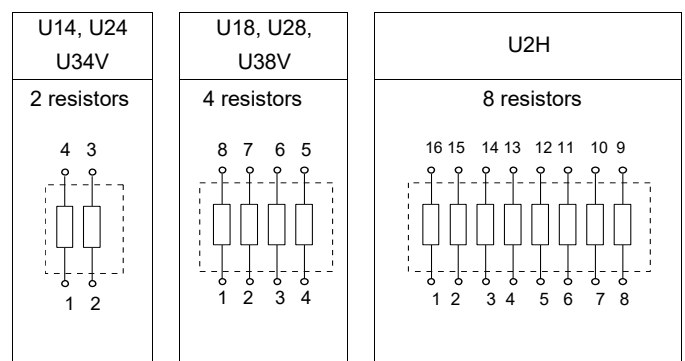 U14, U24
U34V
2 resistors
4 3
1 2
U18, U28,
U38V
4 resistors
8 7 6 5
1 2 3 4
U2H
8 resistors
16 15 14 13 12 11 10 9
1 2 3 4 5 6 7 8